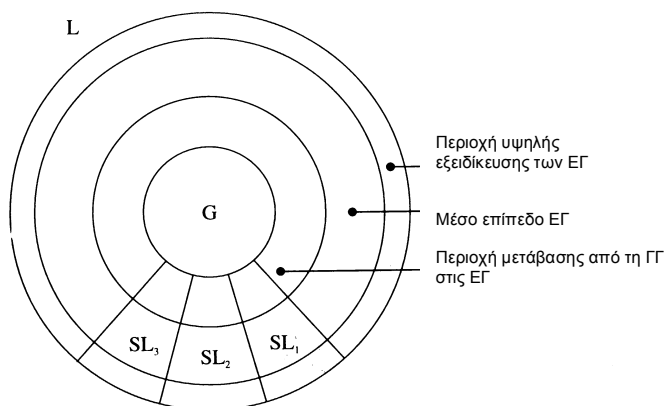 L
Περιοχή υψηλής
εξειδίκευσης των ΕΓ
G
Μέσο επίπεδο ΕΓ
Περιοχή μετάβασης από τη ΓΓ
στις ΕΓ
SL₃
SL₂
SL₁